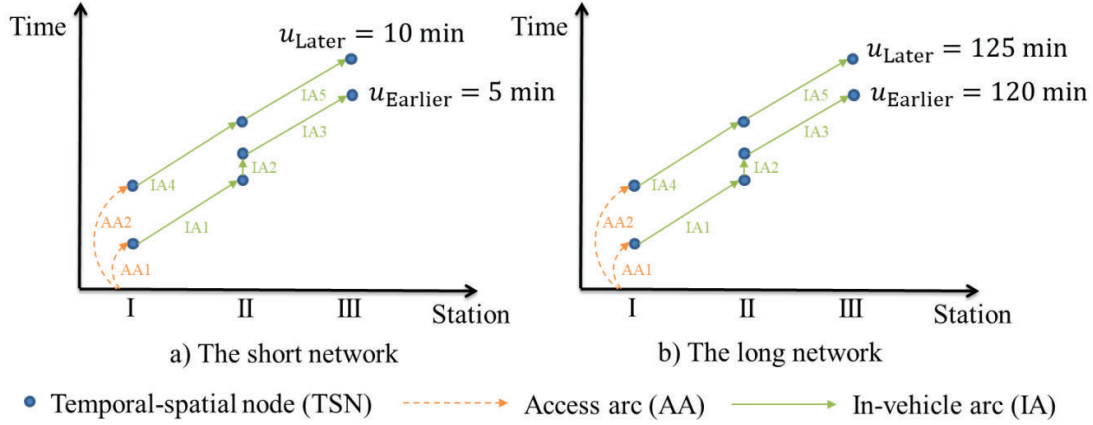 Time
u_Later = 10 min
u_Earlier = 5 min
IA5
IA3
IA2
IA4
IA1
AA2
AA1
I
II
III
Station
a) The short network
Time
u_Later = 125 min
u_Earlier = 120 min
IA5
IA3
IA2
IA4
IA1
AA2
AA1
I
II
III
Station
b) The long network
Temporal-spatial node (TSN)
Access arc (AA)
In-vehicle arc (IA)